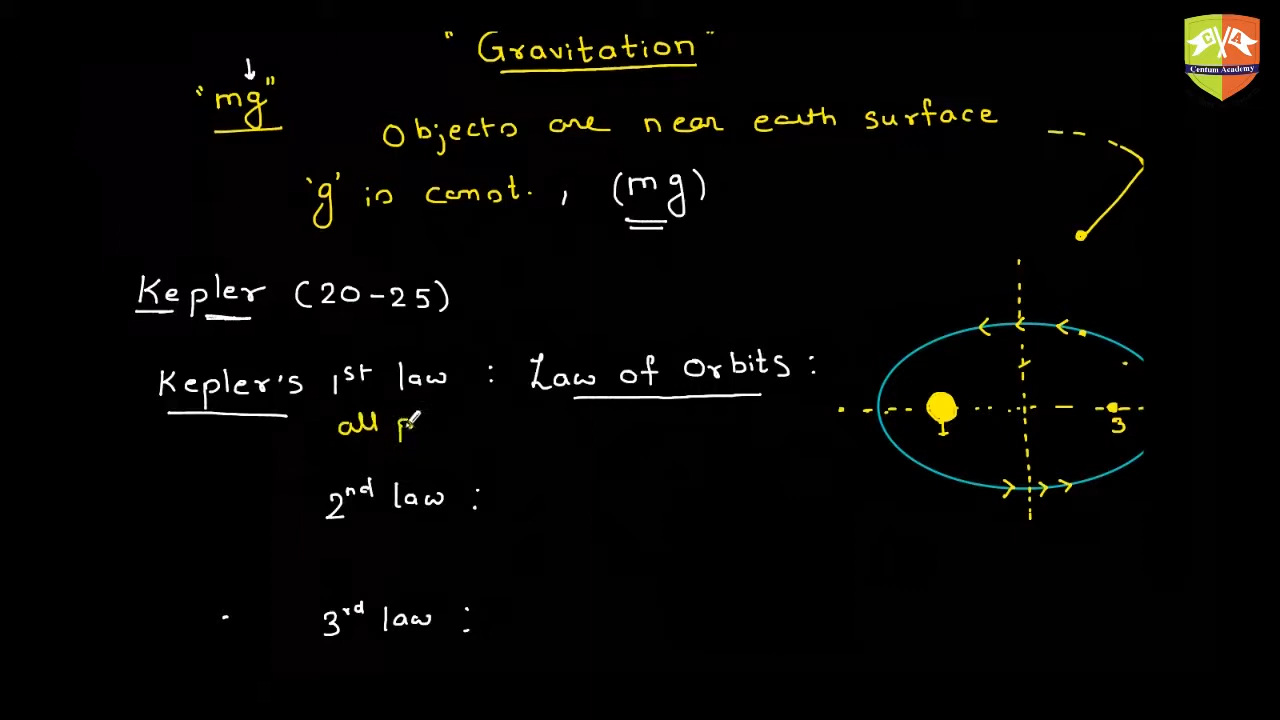 "Gravitation"
"mg"
Objects are near earth surface
'g' is const. , (mg)
Kepler (20-25)
Kepler's 1st law : Law of Orbits :
all p
2nd law :
3rd law :
1
3
C A
Centum Academy